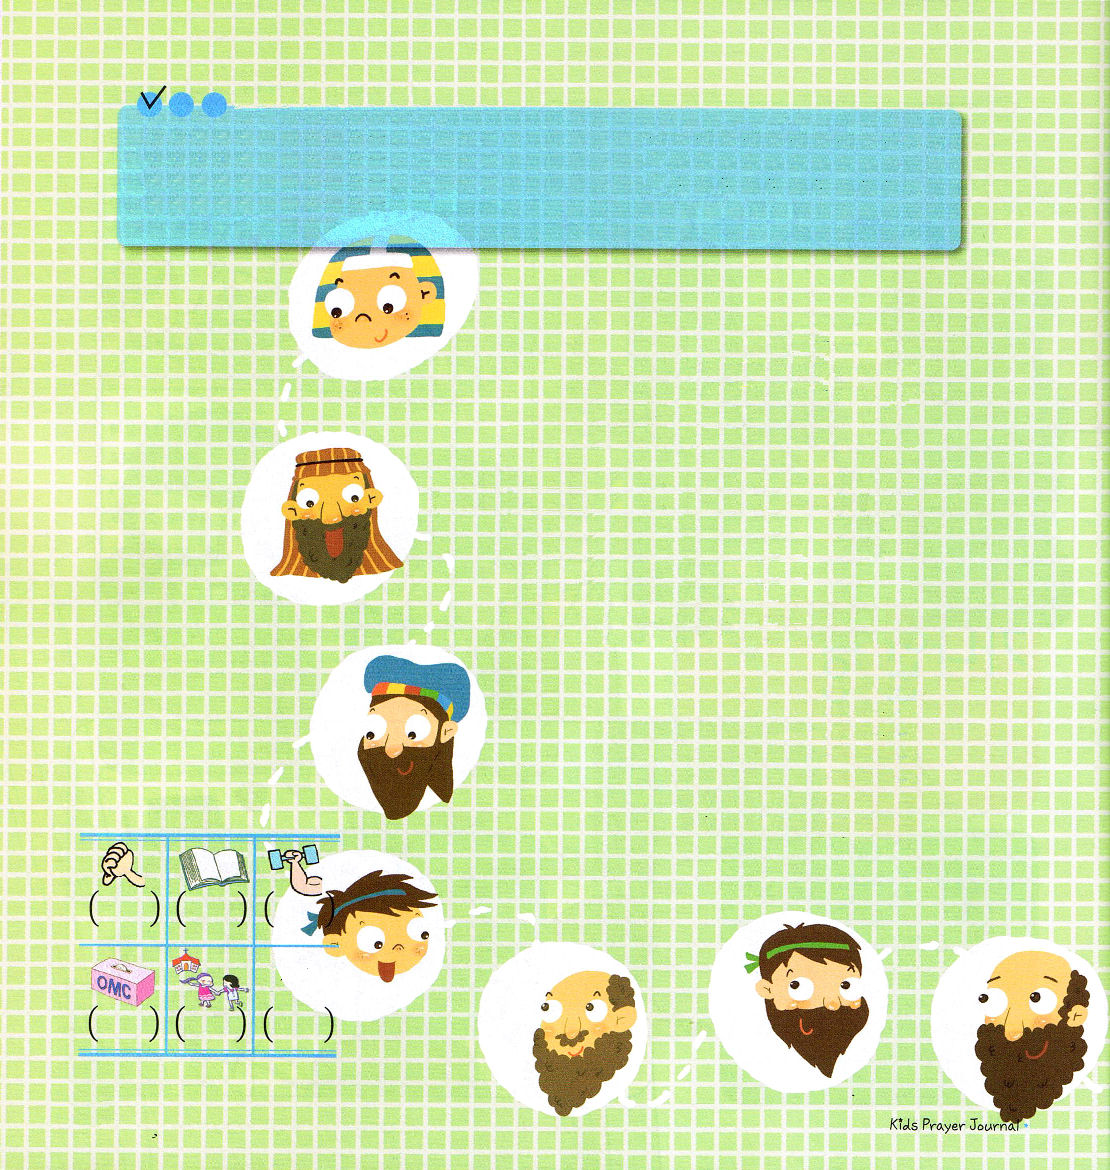 ( ) ( ) ( )
OMC
( ) ( ) ( )
Kids Prayer Journal